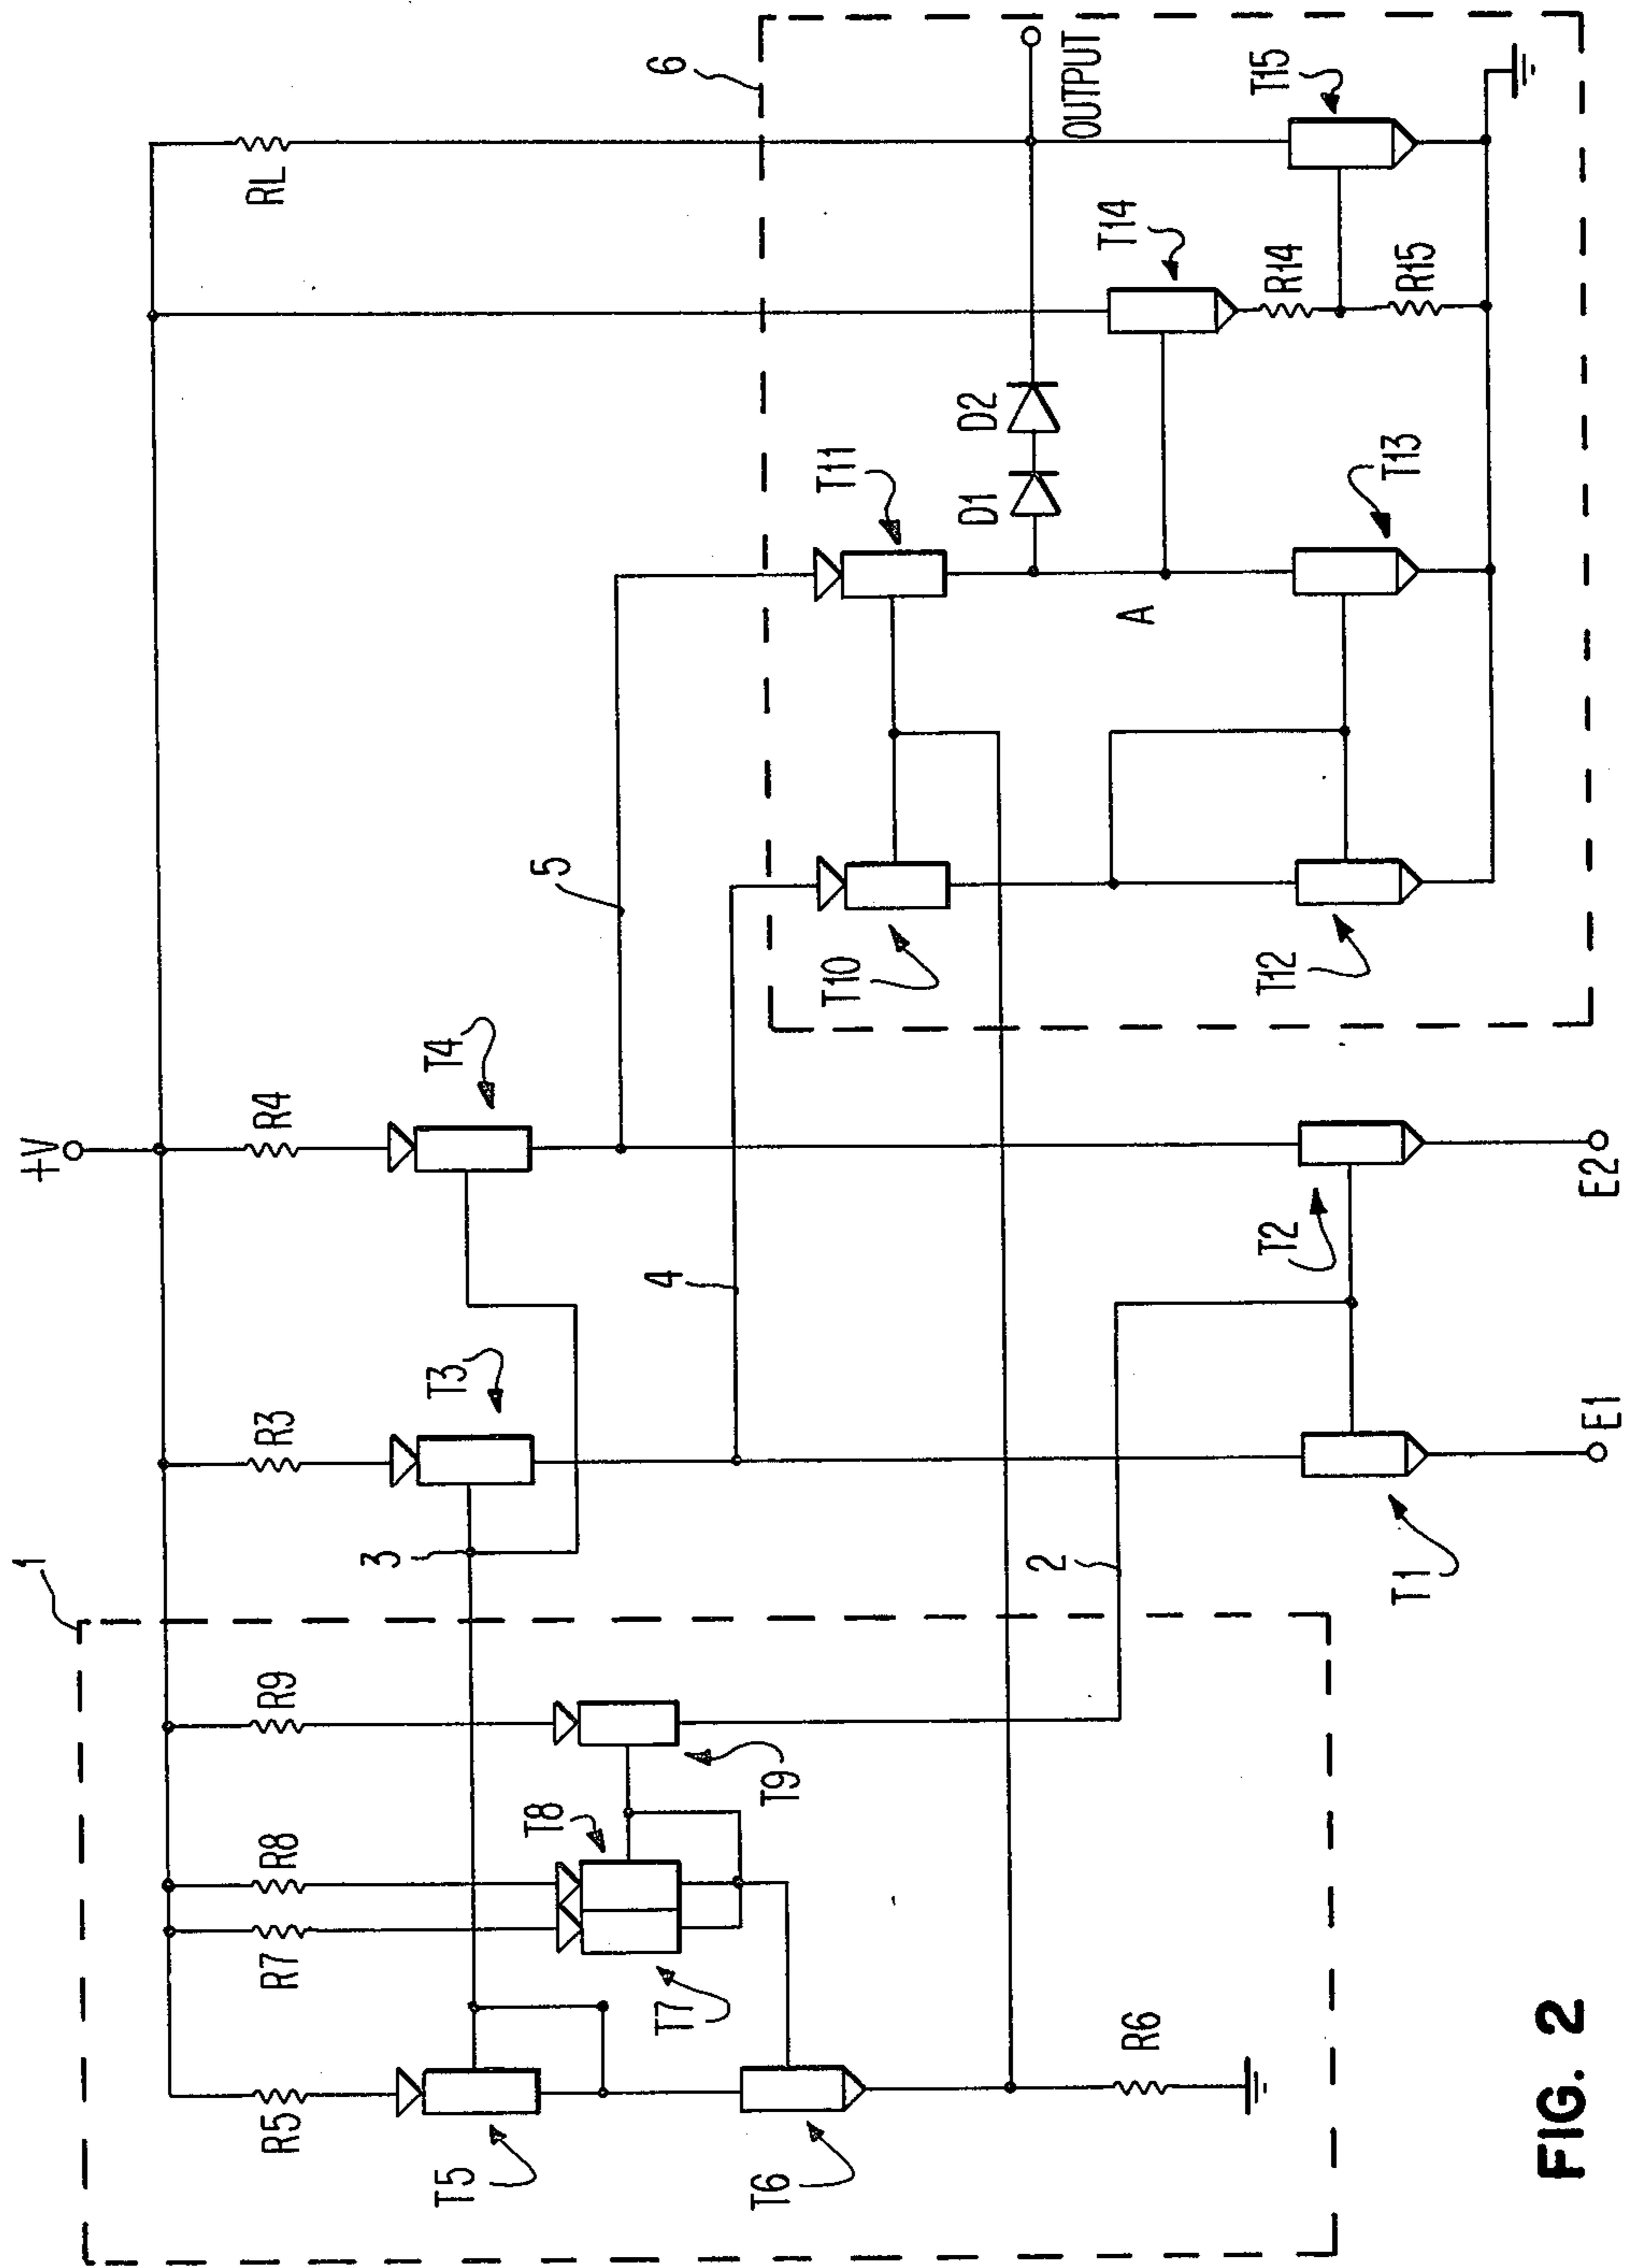 +V
1
R5
R7
R8
R9
R3
R4
RL
T5
3
T3
T4
T8
T7
T9
T6
5
4
6
T10
T11
D1
D2
OUTPUT
A
T14
R14
R15
T15
R6
2
T1
T2
T12
T13
E1
E2
FIG. 2